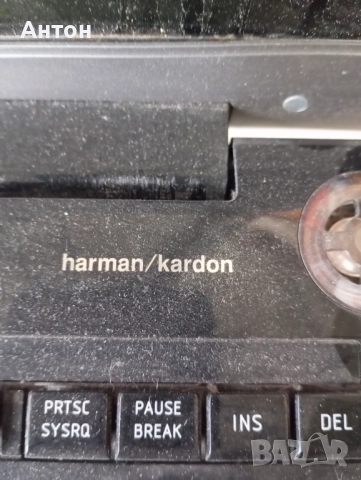 Антон
harman/kardon
PRTSC
SYSRQ
PAUSE
BREAK
INS
DEL
BAZAR